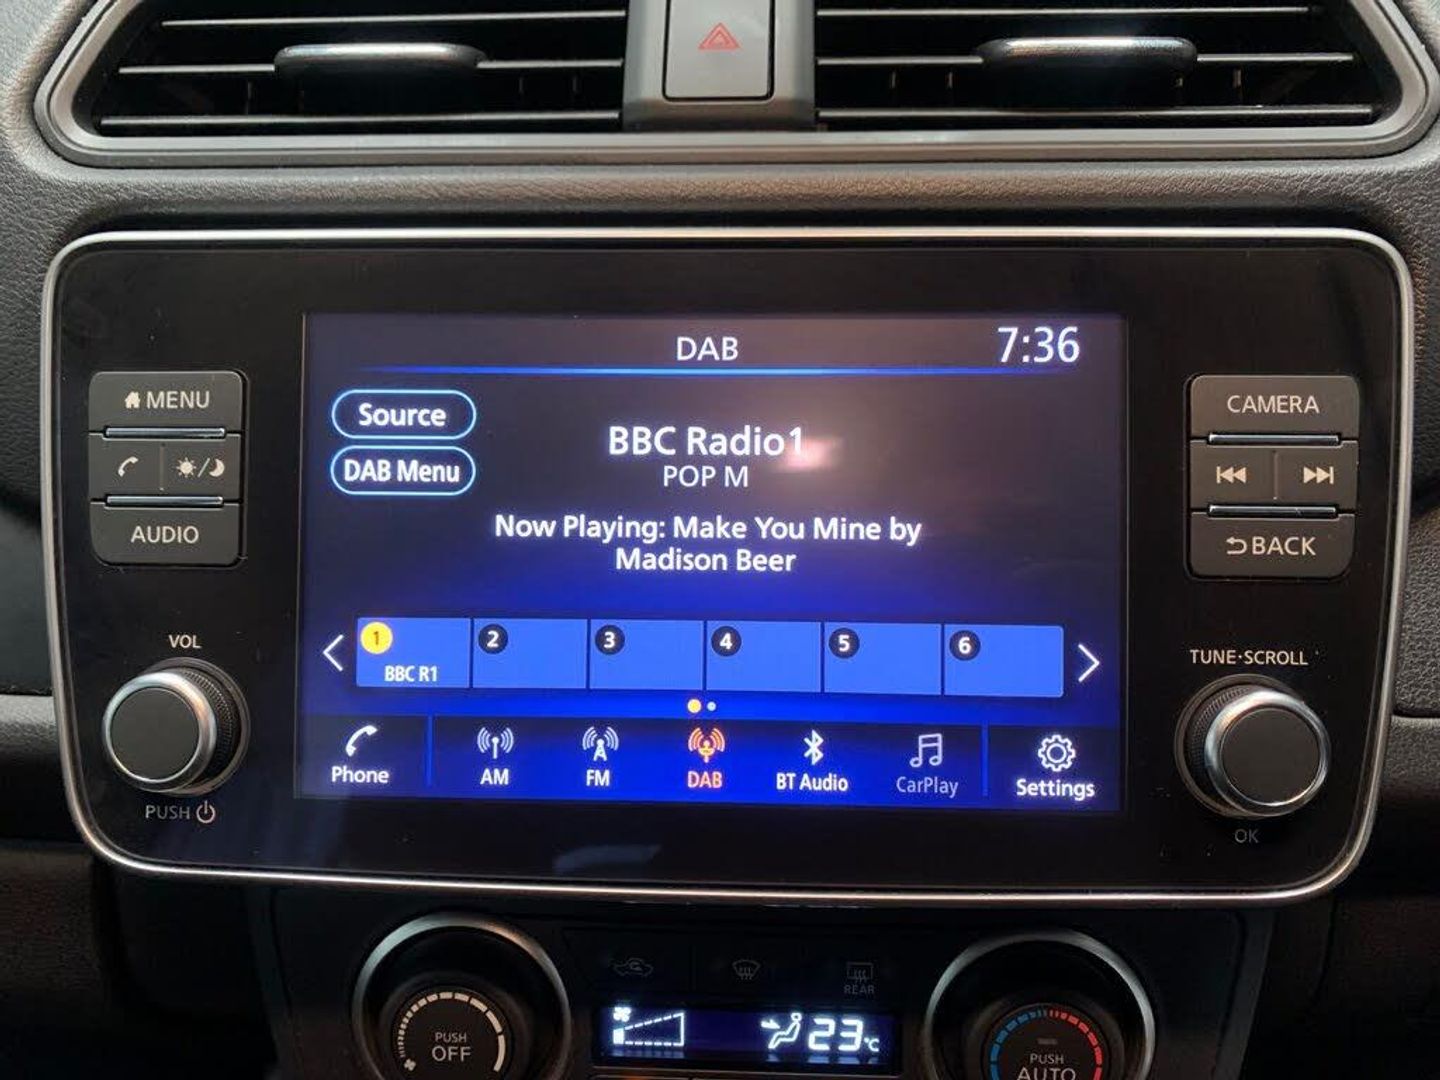 DAB
7:36
MENU
AUDIO
Source
DAB Menu
BBC Radio1
POP M
Now Playing: Make You Mine by
Madison Beer
CAMERA
BACK
VOL
PUSH
1
2
3
4
5
6
BBC R1
TUNE·SCROLL
OK
Phone
AM
FM
DAB
BT Audio
CarPlay
Settings
REAR
PUSH
OFF
23°C
PUSH
AUTO